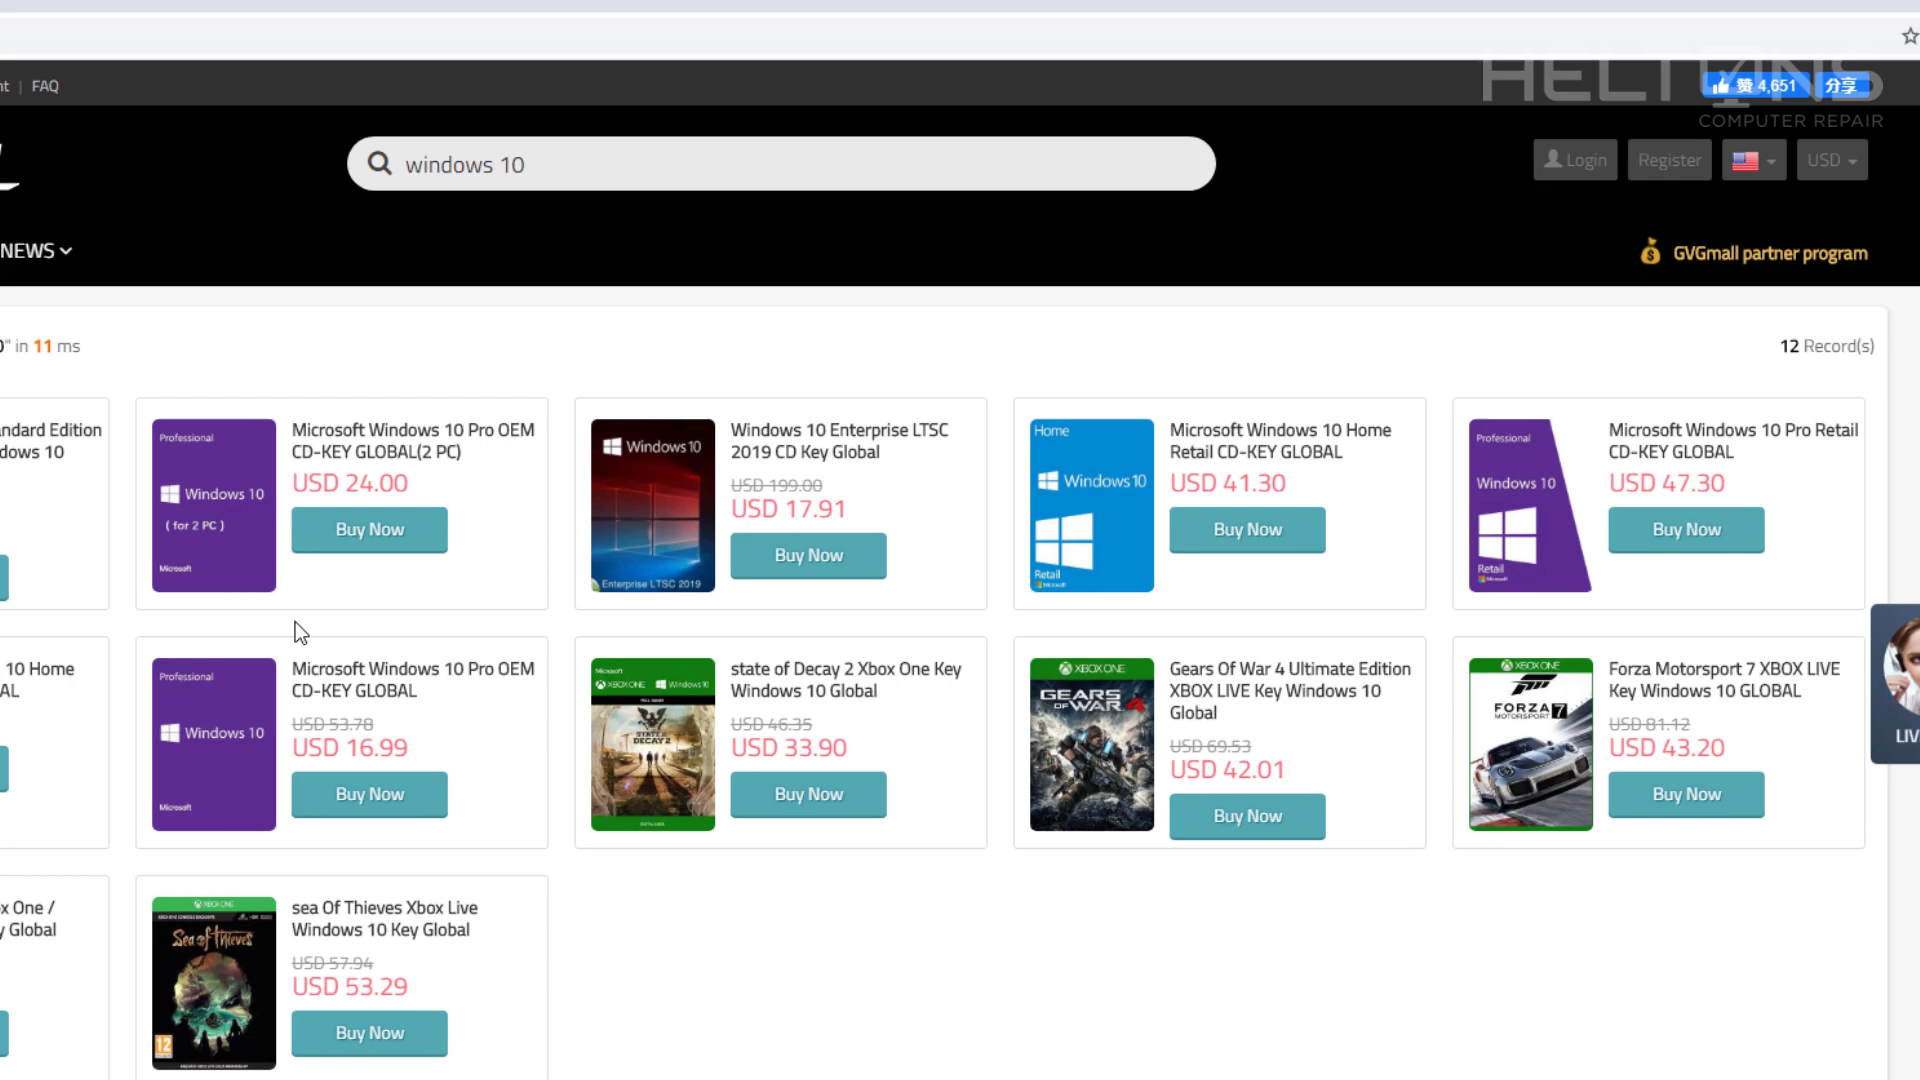 nt | FAQ
HELTONS
赞 4,651 分享
COMPUTER REPAIR
windows 10
Login
Register
USD
NEWS
GVGmall partner program
0" in 11 ms
12 Record(s)
ndard Edition
dows 10
Professional
Windows 10
( for 2 PC )
Microsoft
Microsoft Windows 10 Pro OEM
CD-KEY GLOBAL(2 PC)
USD 24.00
Buy Now
Windows 10
Enterprise LTSC 2019
Windows 10 Enterprise LTSC
2019 CD Key Global
USD 199.00
USD 17.91
Buy Now
Home
Windows 10
Retail
Microsoft
Microsoft Windows 10 Home
Retail CD-KEY GLOBAL
USD 41.30
Buy Now
Professional
Windows 10
Retail
Microsoft
Microsoft Windows 10 Pro Retail
CD-KEY GLOBAL
USD 47.30
Buy Now
10 Home
AL
Professional
Windows 10
Microsoft
Microsoft Windows 10 Pro OEM
CD-KEY GLOBAL
USD 53.78
USD 16.99
Buy Now
Microsoft
XBOX ONE Windows 10
STATE OF
DECAY 2
state of Decay 2 Xbox One Key
Windows 10 Global
USD 46.35
USD 33.90
Buy Now
XBOX ONE
GEARS
OF WAR 4
Gears Of War 4 Ultimate Edition
XBOX LIVE Key Windows 10
Global
USD 69.53
USD 42.01
Buy Now
XBOX ONE
FORZA
MOTORSPORT 7
Forza Motorsport 7 XBOX LIVE
Key Windows 10 GLOBAL
USD 81.12
USD 43.20
Buy Now
LIV
x One /
y Global
XBOX ONE
Sea of Thieves
12
sea Of Thieves Xbox Live
Windows 10 Key Global
USD 57.94
USD 53.29
Buy Now